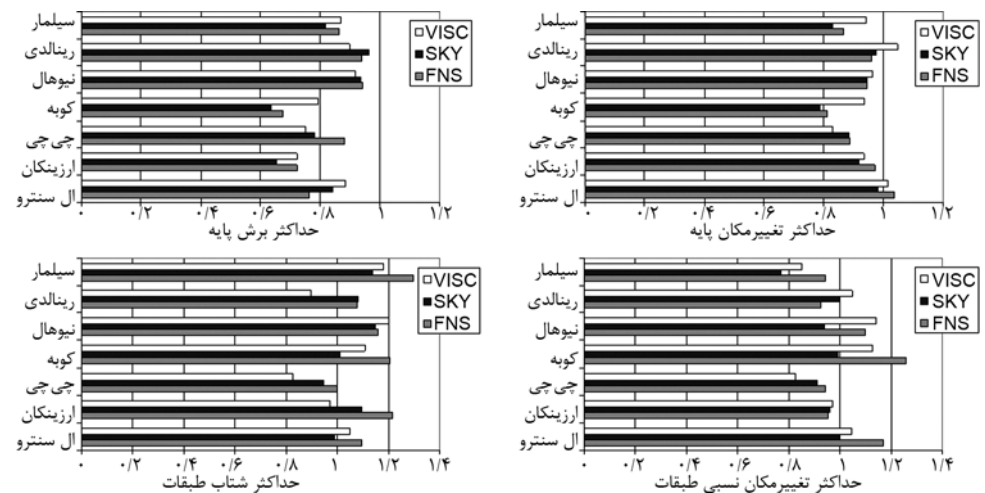 سیلمار
رینالدی
نیوهال
کوبه
چی چی
ارزینکان
ال سنترو
VISC
SKY
FNS
۰ ۰/۲ ۰/۴ ۰/۶ ۰/۸ ۱ ۱/۲
حداکثر برش پایه
سیلمار
رینالدی
نیوهال
کوبه
چی چی
ارزینکان
ال سنترو
VISC
SKY
FNS
۰ ۰/۲ ۰/۴ ۰/۶ ۰/۸ ۱ ۱/۲
حداکثر تغییرمکان پایه
سیلمار
رینالدی
نیوهال
کوبه
چی چی
ارزینکان
ال سنترو
VISC
SKY
FNS
۰ ۰/۲ ۰/۴ ۰/۶ ۰/۸ ۱ ۱/۲ ۱/۴
حداکثر شتاب طبقات
سیلمار
رینالدی
نیوهال
کوبه
چی چی
ارزینکان
ال سنترو
VISC
SKY
FNS
۰ ۰/۲ ۰/۴ ۰/۶ ۰/۸ ۱ ۱/۲ ۱/۴
حداکثر تغییرمکان نسبی طبقات